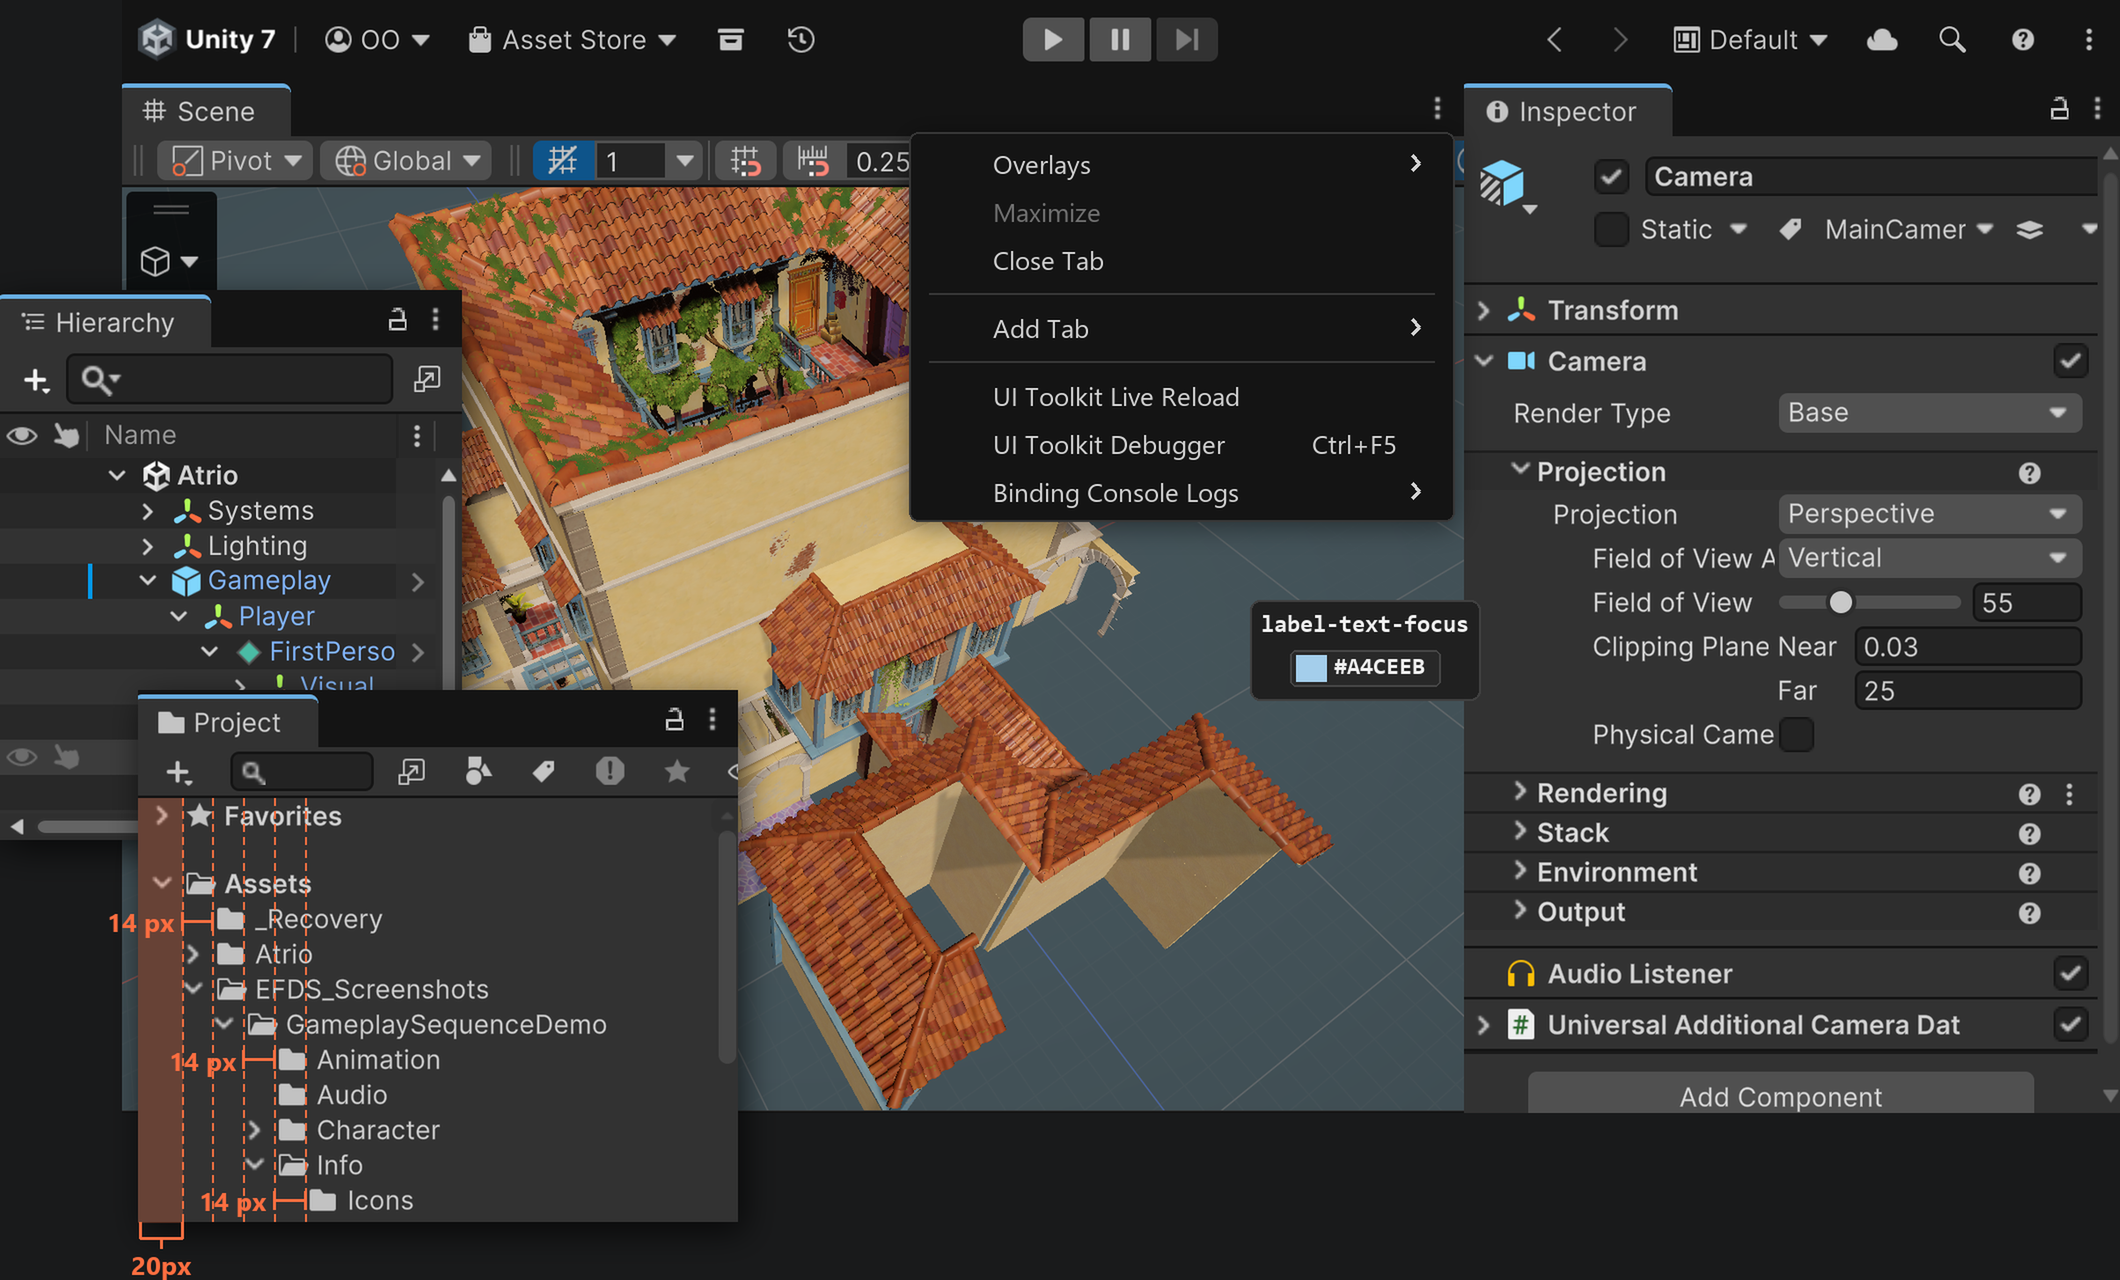 Unity 7
OO
Asset Store
Default
Scene
Pivot
Global
1
0.25
Overlays
Maximize
Close Tab
Add Tab
UI Toolkit Live Reload
UI Toolkit Debugger Ctrl+F5
Binding Console Logs
Hierarchy
Name
Atrio
Systems
Lighting
Gameplay
Player
FirstPerso
Visual
Project
Favorites
Assets
14 px
_Recovery
Atrio
EFDS_Screenshots
GameplaySequenceDemo
14 px
Animation
Audio
Character
Info
14 px
Icons
20px
label-text-focus
#A4CEEB
Inspector
Camera
Static
MainCamer
Transform
Camera
Render Type Base
Projection
Projection Perspective
Field of View A Vertical
Field of View 55
Clipping Plane Near 0.03
Far 25
Physical Came
Rendering
Stack
Environment
Output
Audio Listener
# Universal Additional Camera Dat
Add Component